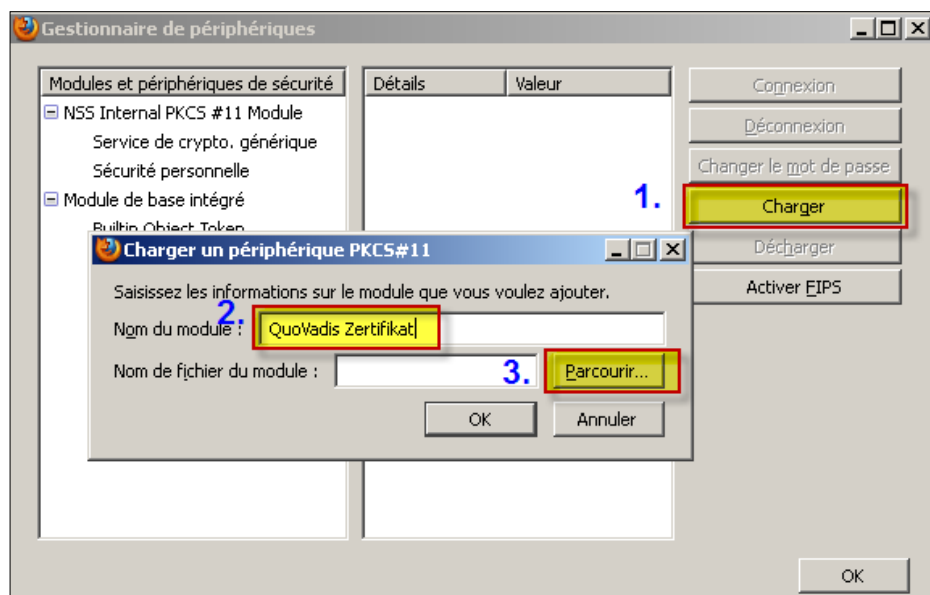 Gestionnaire de périphériques
Modules et périphériques de sécurité
Détails
Valeur
NSS Internal PKCS #11 Module
Service de crypto. générique
Sécurité personnelle
Module de base intégré
Builtin Object Token
Connexion
Déconnexion
Changer le mot de passe
1.
Charger
Décharger
Activer FIPS
Charger un périphérique PKCS#11
Saisissez les informations sur le module que vous voulez ajouter.
2.
Nom du module :
QuoVadis Zertifikat
Nom de fichier du module :
3.
Parcourir...
OK
Annuler
OK